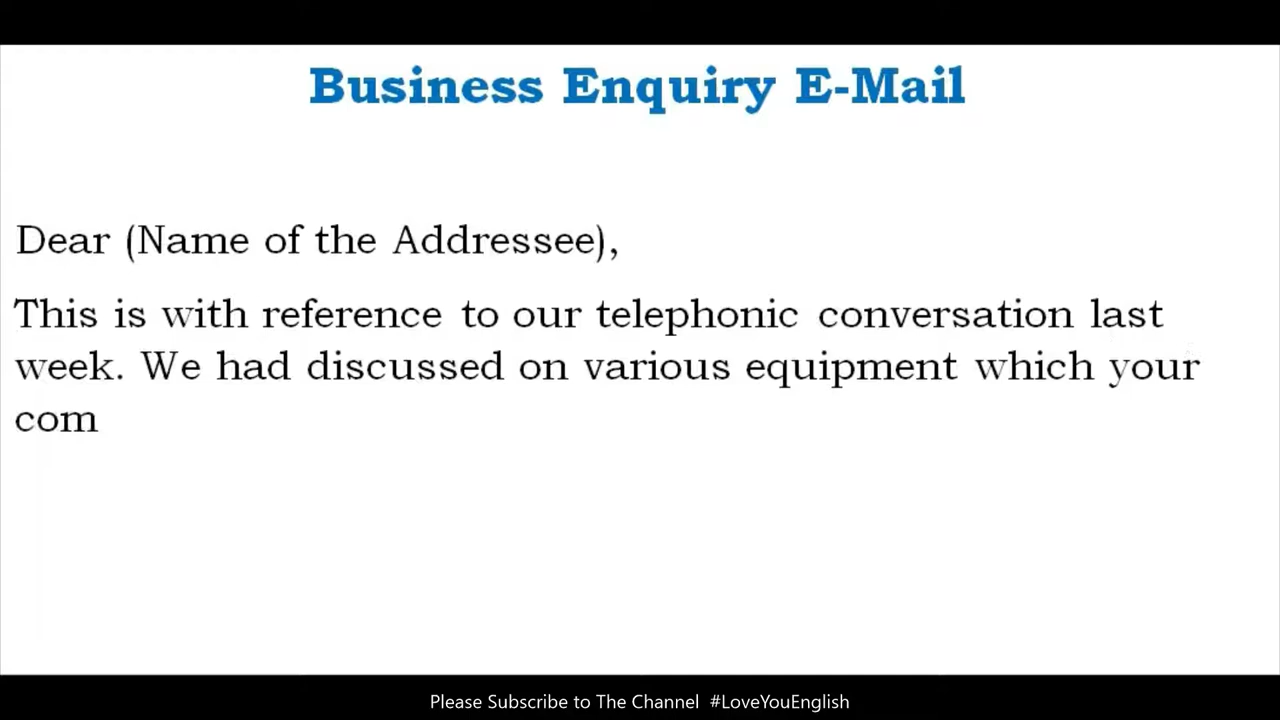 Business Enquiry E-Mail
Dear (Name of the Addressee),
This is with reference to our telephonic conversation last
week. We had discussed on various equipment which your
com
Please Subscribe to The Channel #LoveYouEnglish